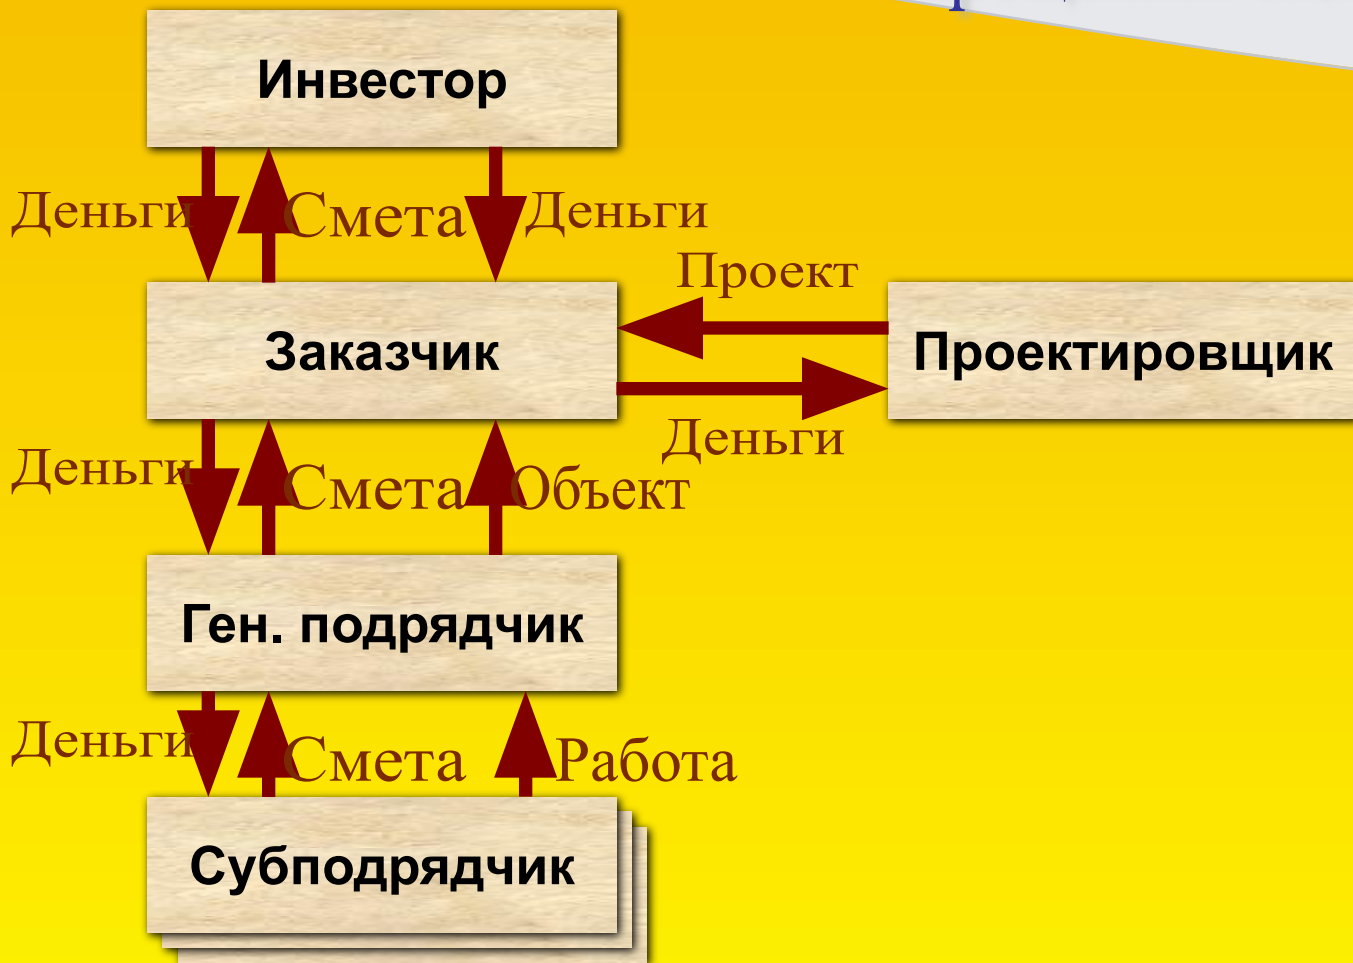 Инвестор
Деньги Смета Деньги
Проект
Заказчик Проектировщик
Деньги
Деньги Смета Объект
Ген. подрядчик
Деньги Смета Работа
Субподрядчик